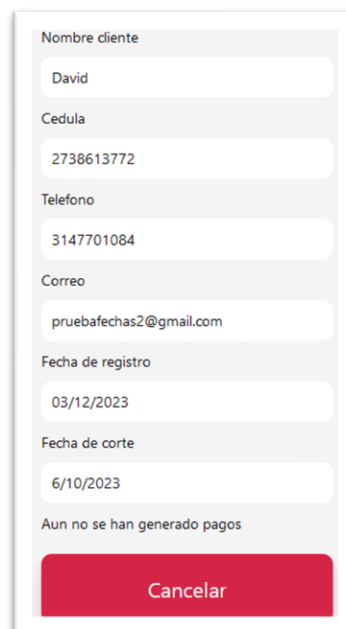 Nombre cliente
David
Cedula
2738613772
Telefono
3147701084
Correo
pruebafechas2@gmail.com
Fecha de registro
03/12/2023
Fecha de corte
6/10/2023
Aun no se han generado pagos
Cancelar